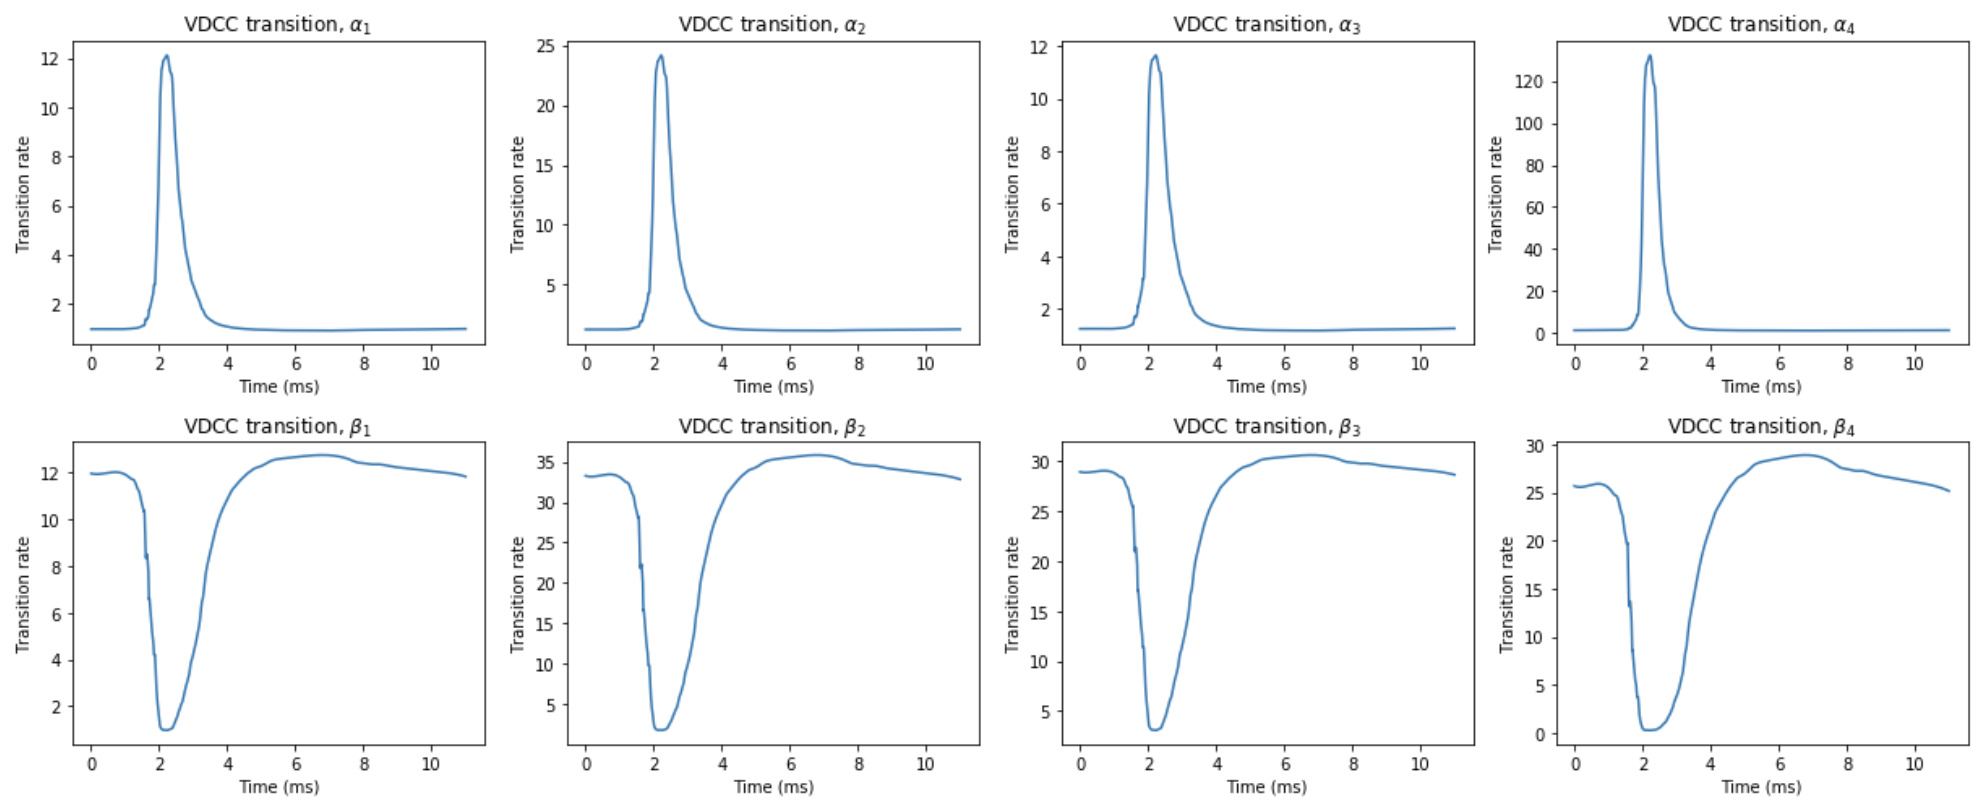 VDCC transition, α₁
12
10
8
6
4
2
Transition rate
0 2 4 6 8 10
Time (ms)
VDCC transition, α₂
25
20
15
10
5
Transition rate
0 2 4 6 8 10
Time (ms)
VDCC transition, α₃
12
10
8
6
4
2
Transition rate
0 2 4 6 8 10
Time (ms)
VDCC transition, α₄
120
100
80
60
40
20
0
Transition rate
0 2 4 6 8 10
Time (ms)
VDCC transition, β₁
12
10
8
6
4
2
Transition rate
0 2 4 6 8 10
Time (ms)
VDCC transition, β₂
35
30
25
20
15
10
5
Transition rate
0 2 4 6 8 10
Time (ms)
VDCC transition, β₃
30
25
20
15
10
5
Transition rate
0 2 4 6 8 10
Time (ms)
VDCC transition, β₄
30
25
20
15
10
5
0
Transition rate
0 2 4 6 8 10
Time (ms)